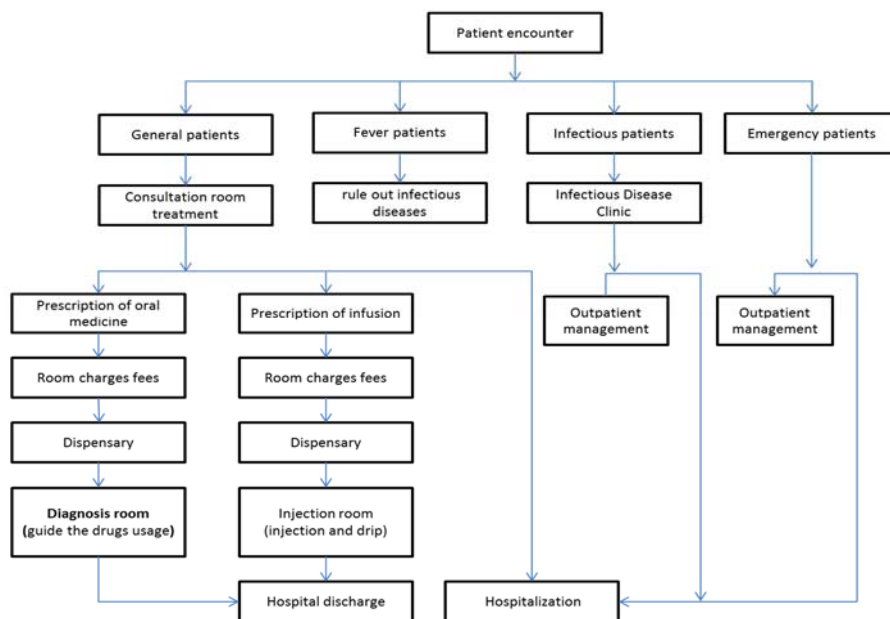 Patient encounter
General patients
Fever patients
Infectious patients
Emergency patients
Consultation room
treatment
rule out infectious
diseases
Infectious Disease
Clinic
Prescription of oral
medicine
Prescription of infusion
Outpatient
management
Outpatient
management
Room charges fees
Room charges fees
Dispensary
Dispensary
Diagnosis room
(guide the drugs usage)
Injection room
(injection and drip)
Hospital discharge
Hospitalization